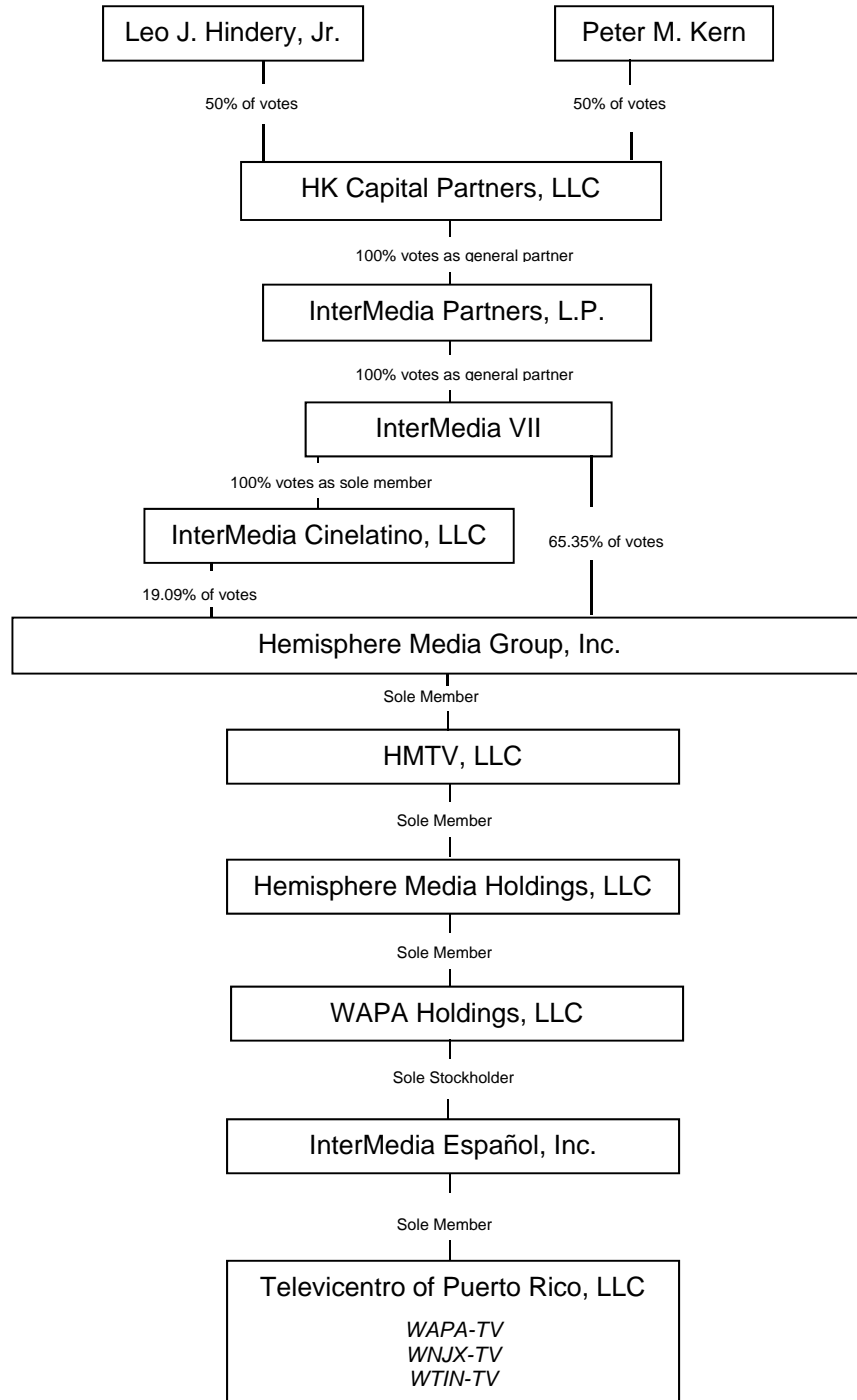 Leo J. Hindery, Jr.
Peter M. Kern
50% of votes
50% of votes
HK Capital Partners, LLC
100% votes as general partner
InterMedia Partners, L.P.
100% votes as general partner
InterMedia VII
100% votes as sole member
InterMedia Cinelatino, LLC
65.35% of votes
19.09% of votes
Hemisphere Media Group, Inc.
Sole Member
HMTV, LLC
Sole Member
Hemisphere Media Holdings, LLC
Sole Member
WAPA Holdings, LLC
Sole Stockholder
InterMedia Español, Inc.
Sole Member
Televicentro of Puerto Rico, LLC
WAPA-TV
WNJX-TV
WTIN-TV